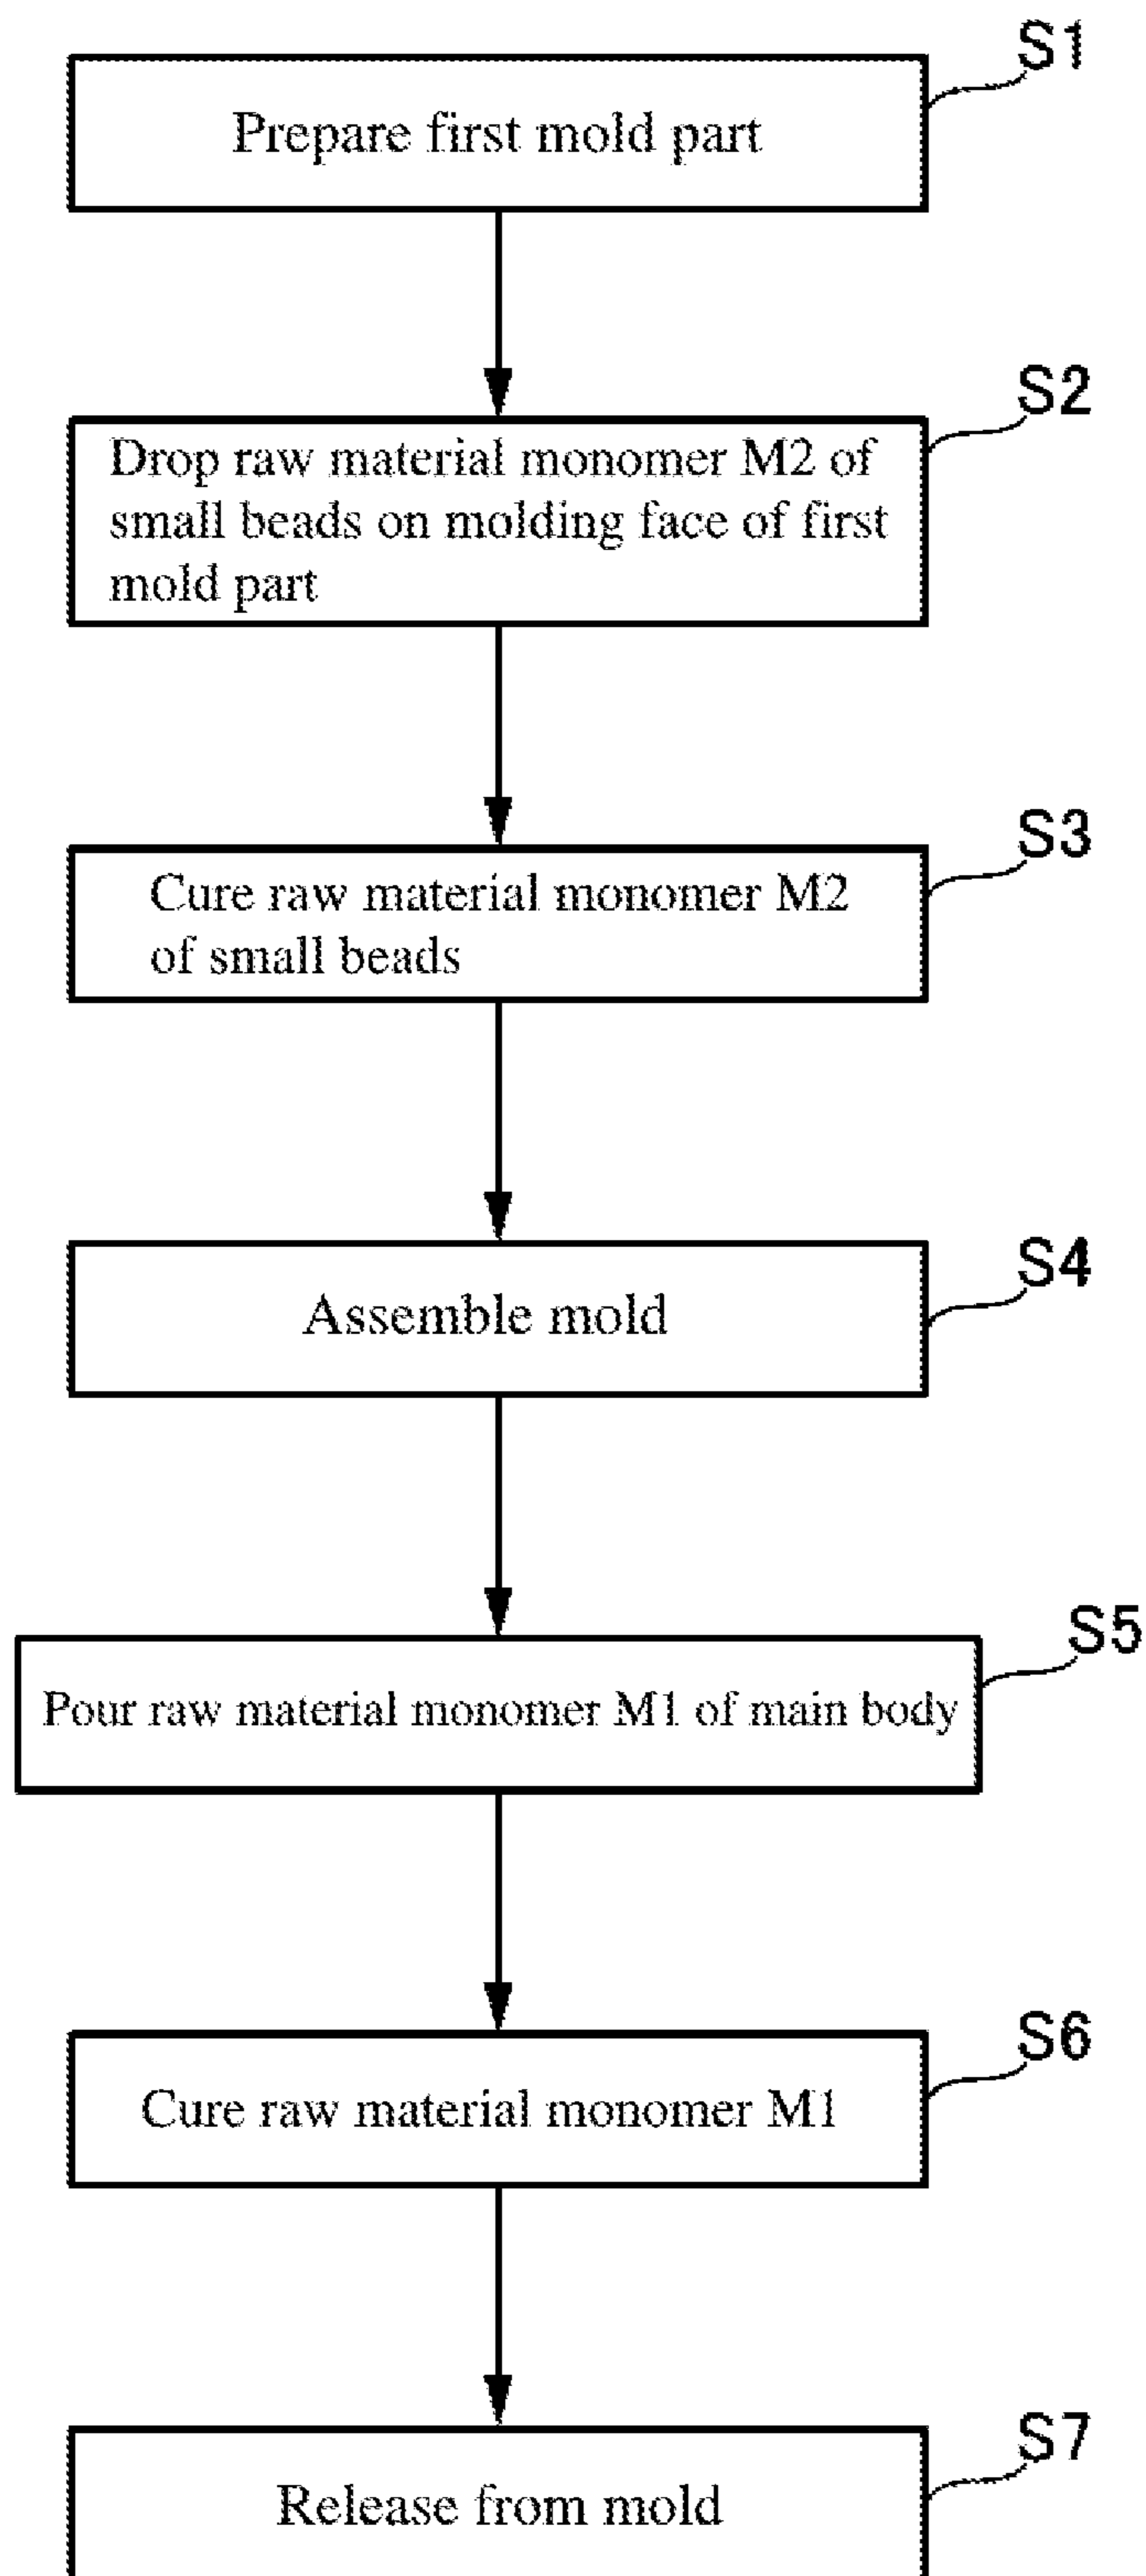 S1
Prepare first mold part
S2
Drop raw material monomer M2 of
small beads on molding face of first
mold part
S3
Cure raw material monomer M2
of small beads
S4
Assemble mold
S5
Pour raw material monomer M1 of main body
S6
Cure raw material monomer M1
S7
Release from mold